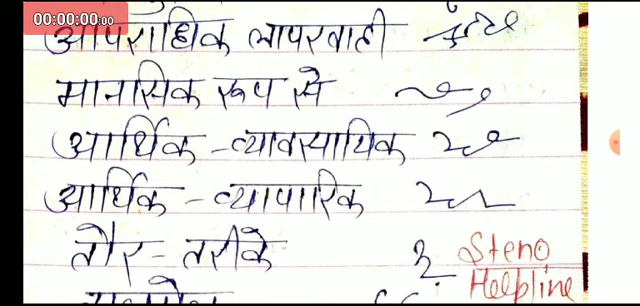 00:00:00:00
आपराधिक लापरवाही
मानसिक रूप से
आर्थिक - व्यावसायिक
आर्थिक - व्यापारिक
तौर - तरीके
Steno
Helpline